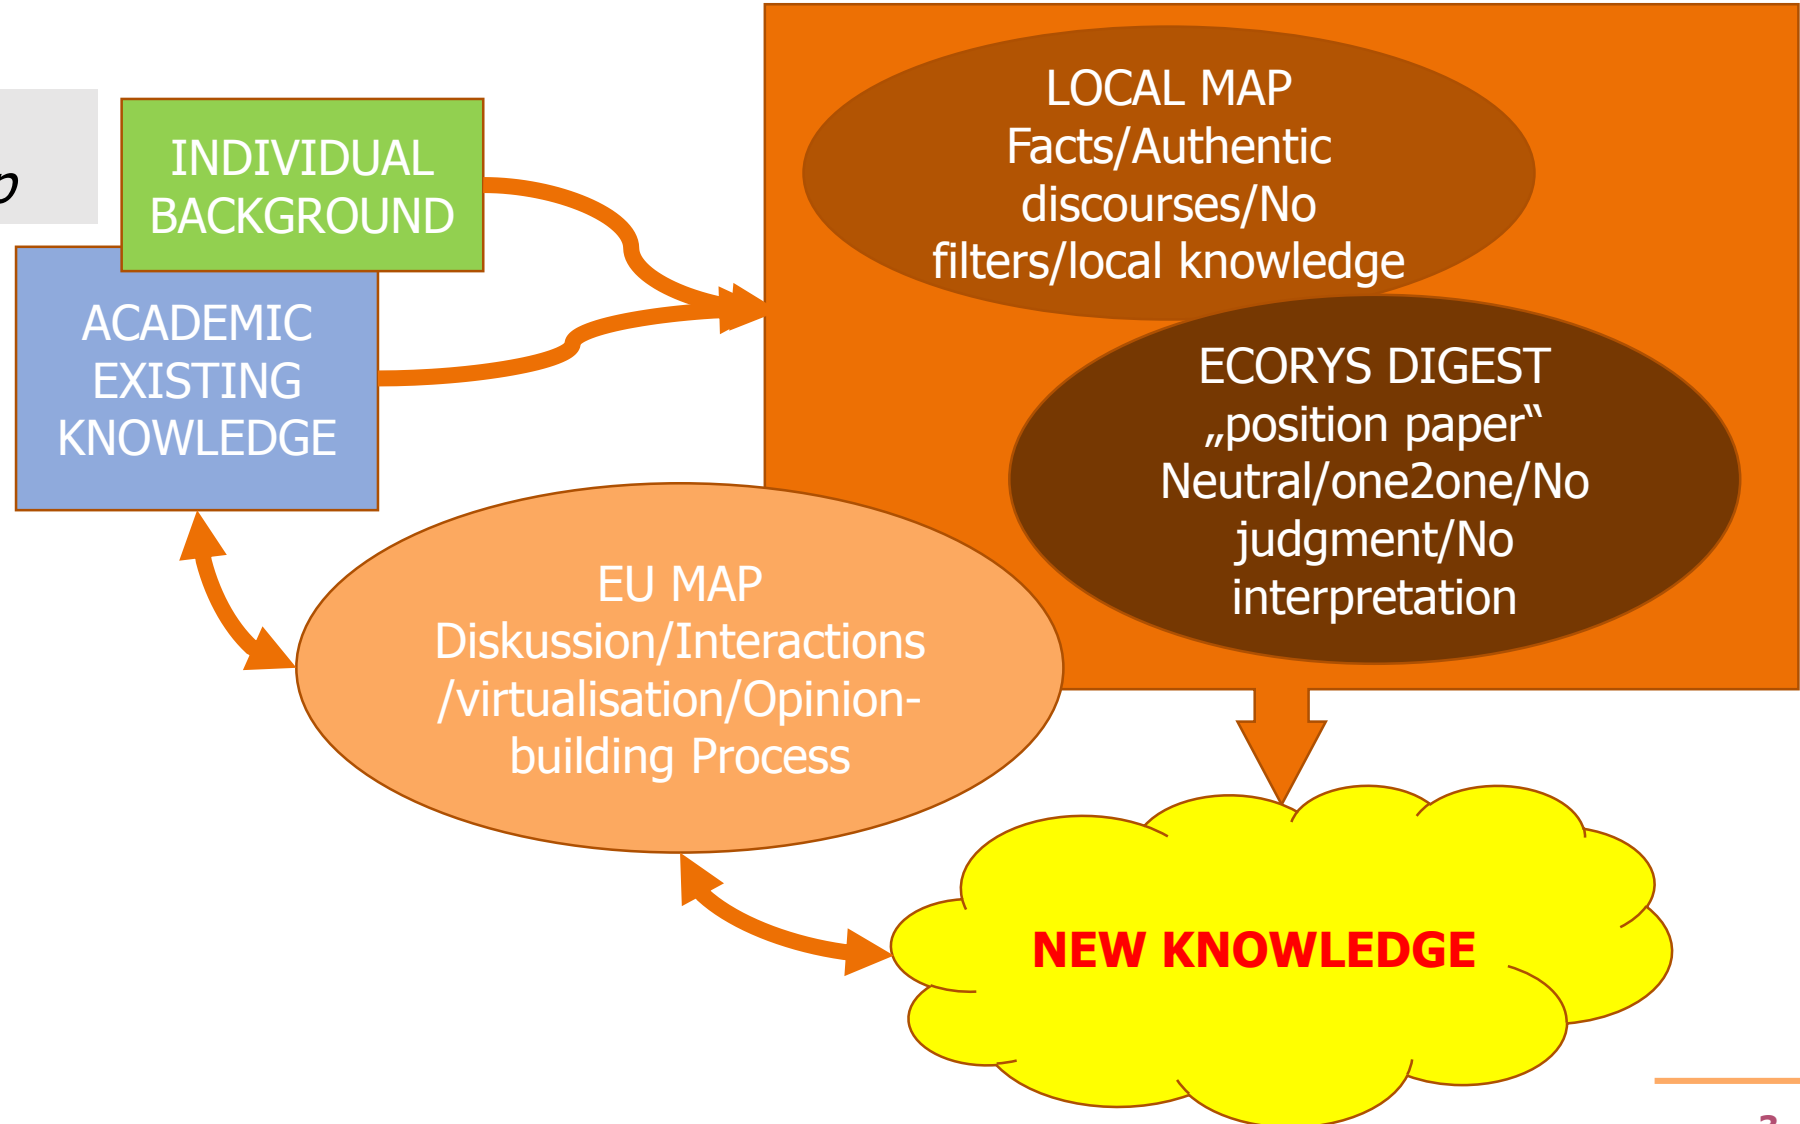 INDIVIDUAL
BACKGROUND
ACADEMIC
EXISTING
KNOWLEDGE
LOCAL MAP
Facts/Authentic
discourses/No
filters/local knowledge
ECORYS DIGEST
„position paper“
Neutral/one2one/No
judgment/No
interpretation
EU MAP
Diskussion/Interactions
/virtualisation/Opinion-
building Process
NEW KNOWLEDGE